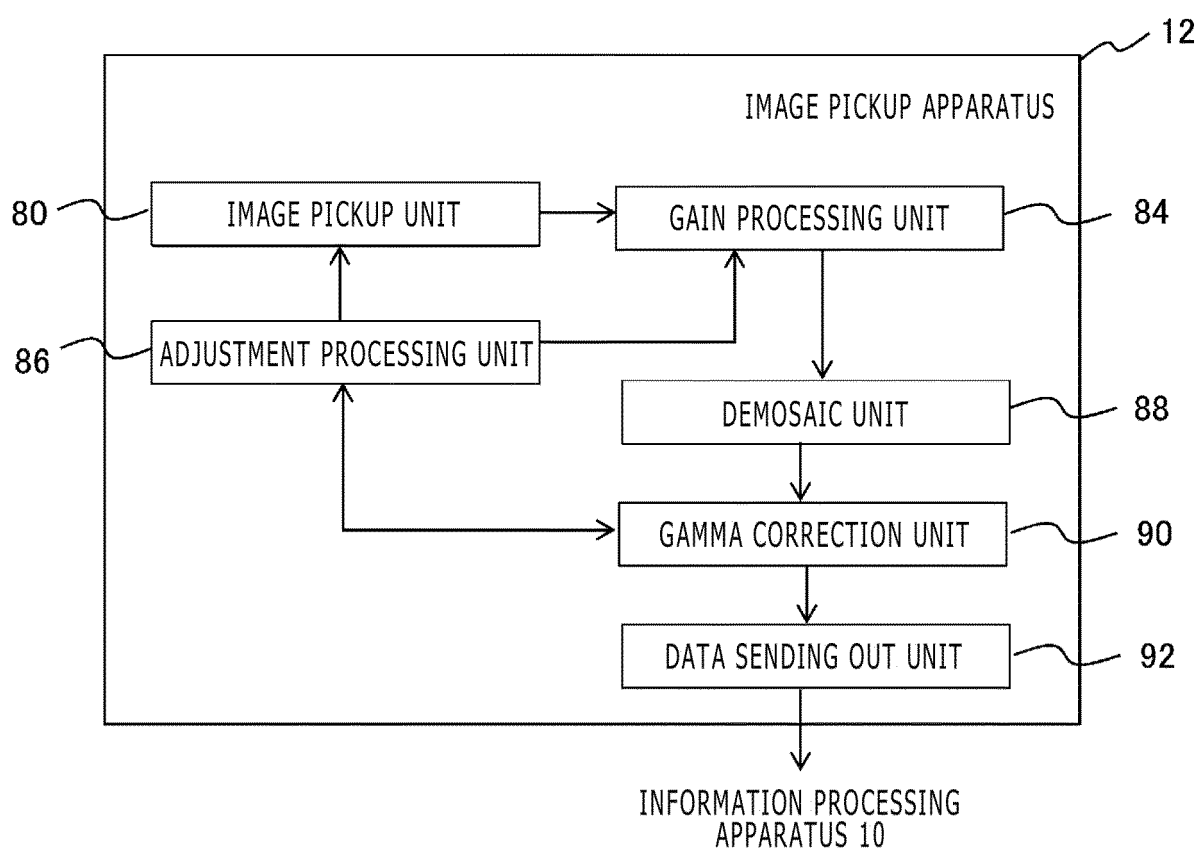 12
IMAGE PICKUP APPARATUS
80
IMAGE PICKUP UNIT
GAIN PROCESSING UNIT
84
86
ADJUSTMENT PROCESSING UNIT
DEMOSAIC UNIT
88
GAMMA CORRECTION UNIT
90
DATA SENDING OUT UNIT
92
INFORMATION PROCESSING
APPARATUS 10